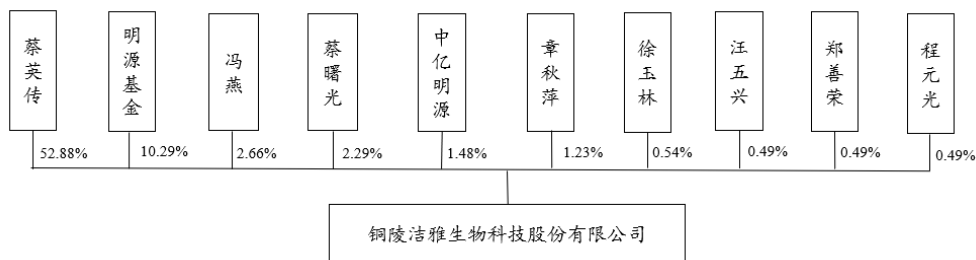 蔡英传
明源基金
冯燕
蔡曙光
中亿明源
章秋萍
徐玉林
汪五兴
郑善荣
程元光
52.88%
10.29%
2.66%
2.29%
1.48%
1.23%
0.54%
0.49%
0.49%
0.49%
铜陵洁雅生物科技股份有限公司